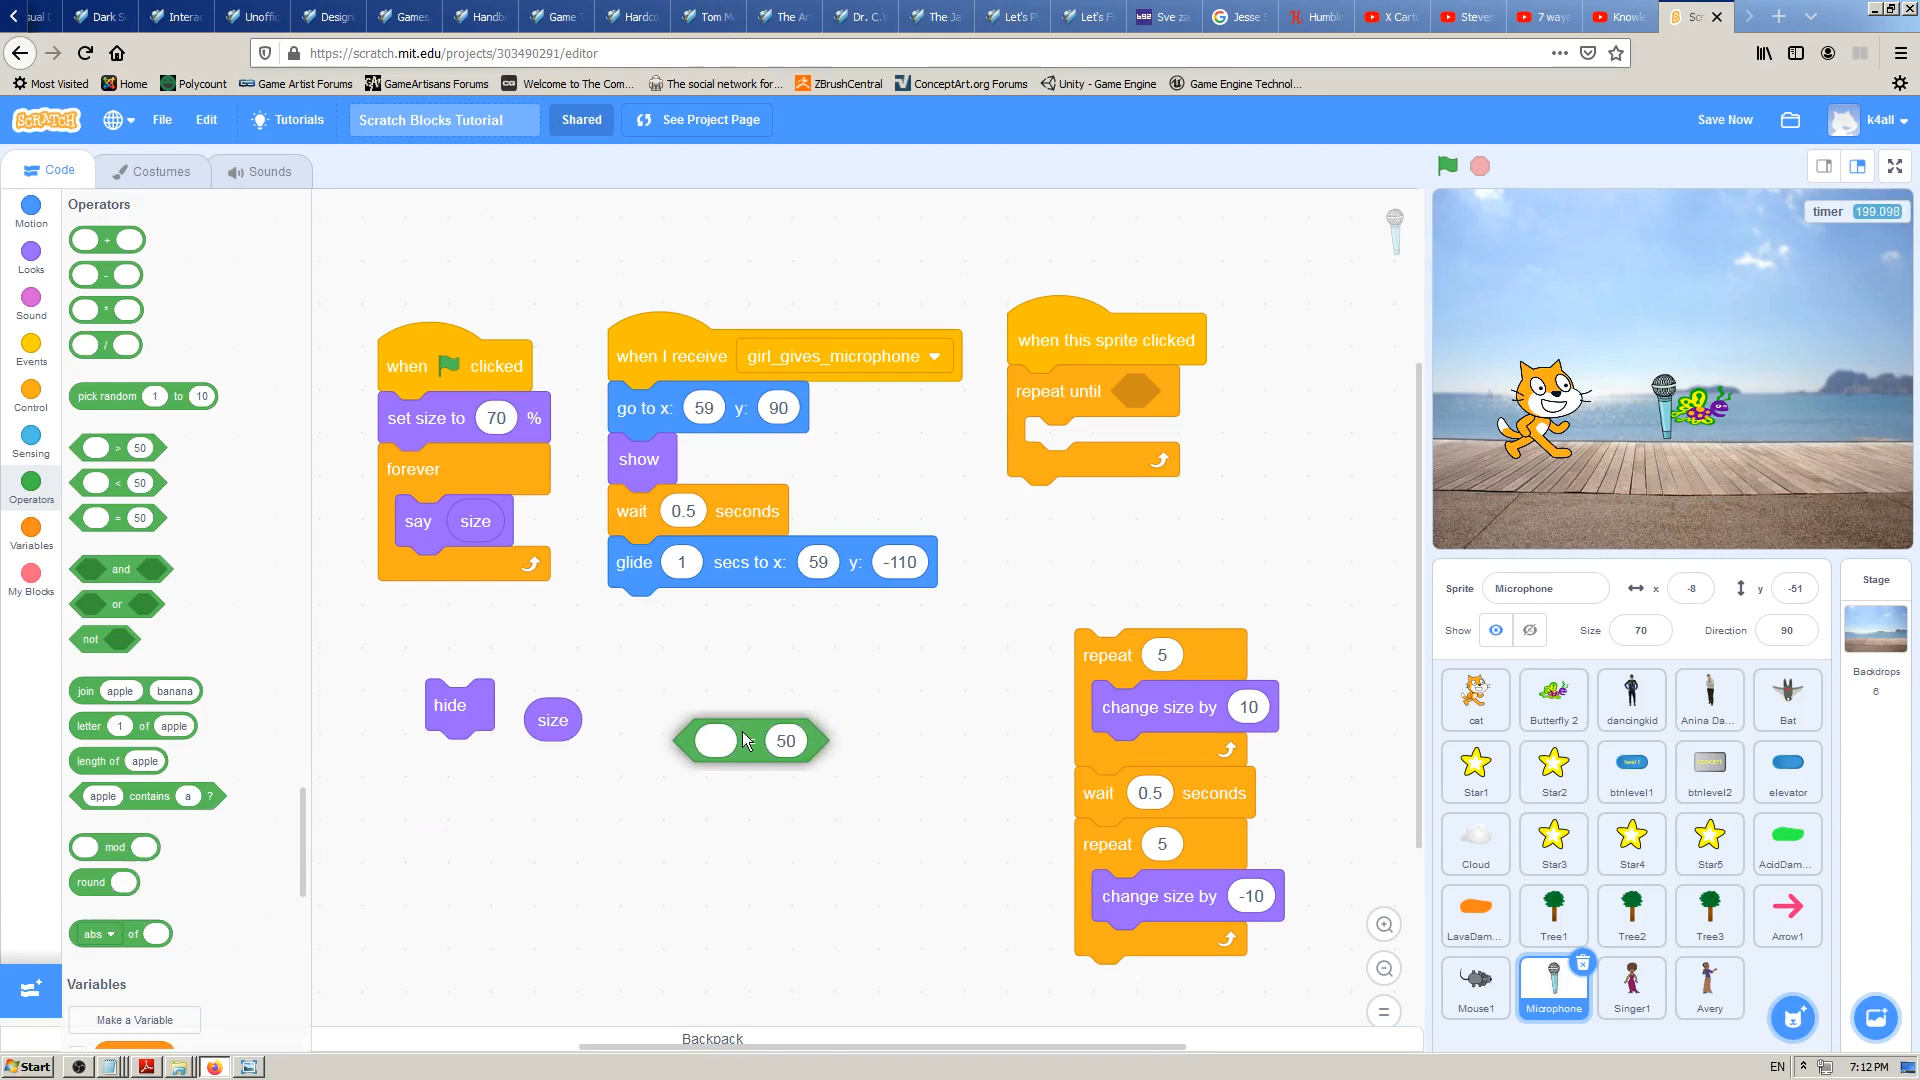 sual D
Dark So
Interac
Unoffic
Design
Games
Handb
Game T
Hardco
Tom M
The Ar
Dr. C.W
The Ja
Let's Pl
Let's Fi
Sve za
Jesse S
Humble
X Carto
Steven
7 ways
Knowle
Scr
https://scratch.mit.edu/projects/303490291/editor
Most Visited
Home
Polycount
Game Artist Forums
GameArtisans Forums
Welcome to The Com...
The social network for...
ZBrushCentral
ConceptArt.org Forums
Unity - Game Engine
Game Engine Technol...
SCRATCH
File
Edit
Tutorials
Scratch Blocks Tutorial
Shared
See Project Page
Save Now
k4all
Code
Costumes
Sounds
Motion
Looks
Sound
Events
Control
Sensing
Operators
Variables
My Blocks
Operators
+
-
*
/
pick random 1 to 10
> 50
< 50
= 50
and
or
not
join apple banana
letter 1 of apple
length of apple
apple contains a ?
mod
round
abs of
Variables
Make a Variable
when clicked
set size to 70 %
forever
say size
when I receive girl_gives_microphone
go to x: 59 y: 90
show
wait 0.5 seconds
glide 1 secs to x: 59 y: -110
when this sprite clicked
repeat until
hide
size
50
repeat 5
change size by 10
wait 0.5 seconds
repeat 5
change size by -10
Backpack
timer 199.098
Sprite Microphone x -8 y -51
Show Size 70 Direction 90
Stage
Backdrops
6
cat
Butterfly 2
dancingkid
Anina Da...
Bat
Star1
Star2
level 1
btnlevel1
concert
btnlevel2
elevator
Cloud
Star3
Star4
Star5
AcidDam...
LavaDam...
Tree1
Tree2
Tree3
Arrow1
Mouse1
Microphone
Singer1
Avery
Start
EN
7:12 PM